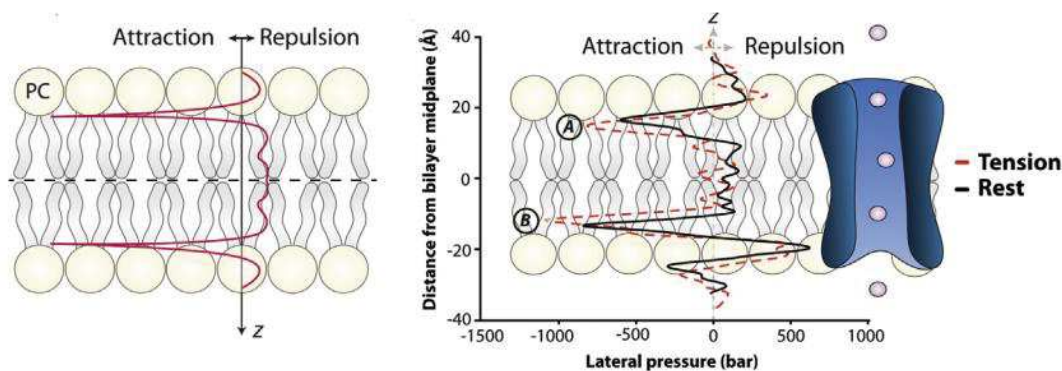 Attraction Repulsion
PC
z
Distance from bilayer midplane (Å)
40
20
0
-20
-40
z
Attraction Repulsion
A
B
-1500 -1000 -500 0 500 1000
Lateral pressure (bar)
Tension
Rest